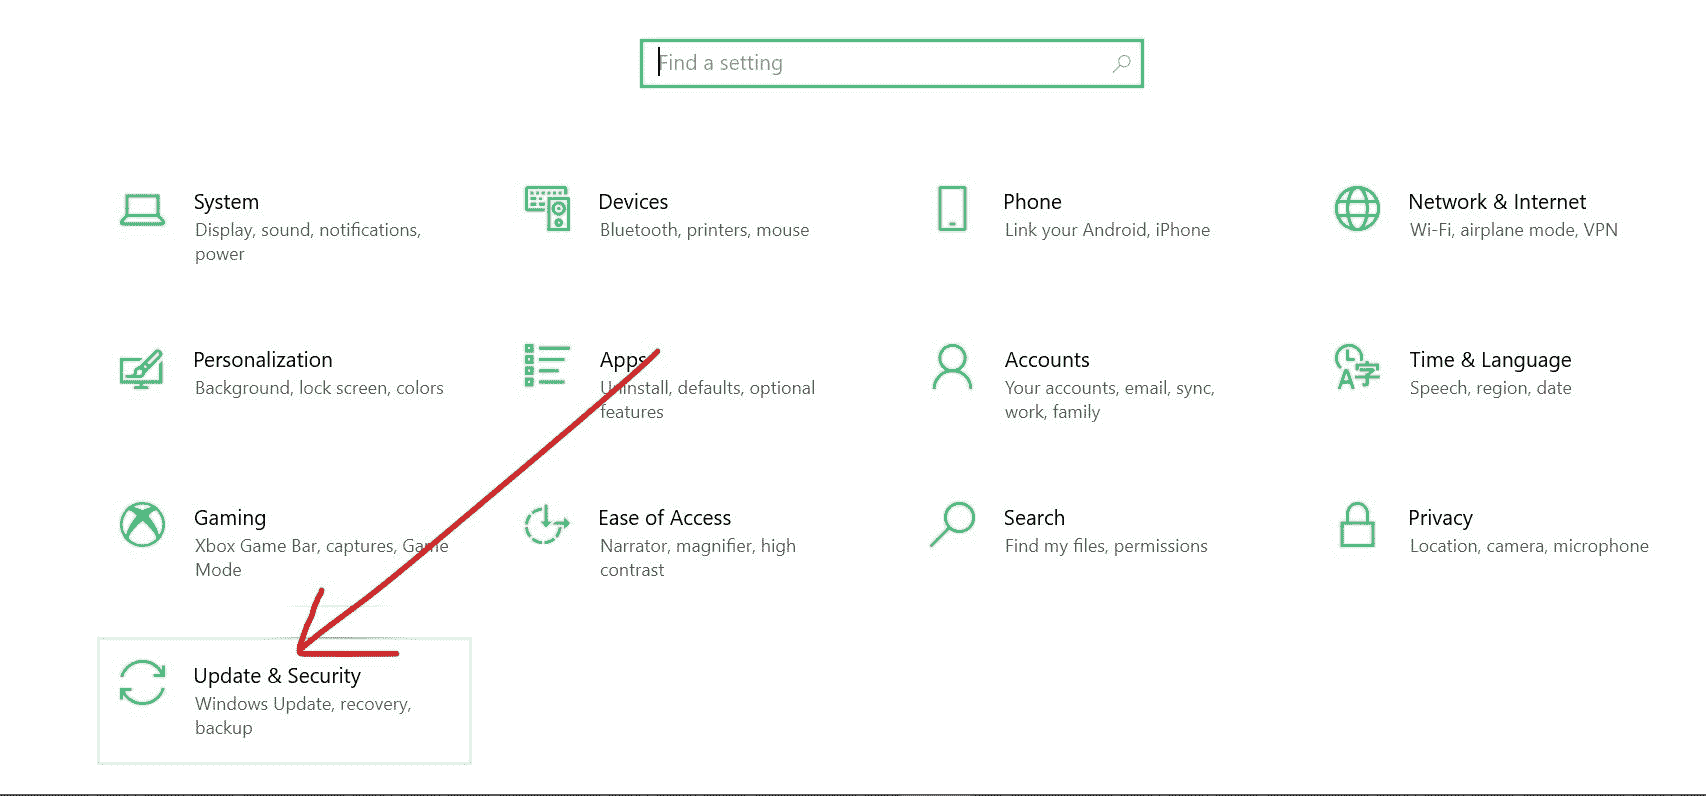 Find a setting
System
Display, sound, notifications,
power
Devices
Bluetooth, printers, mouse
Phone
Link your Android, iPhone
Network & Internet
Wi-Fi, airplane mode, VPN
Personalization
Background, lock screen, colors
Apps
Uninstall, defaults, optional
features
Accounts
Your accounts, email, sync,
work, family
Time & Language
Speech, region, date
Gaming
Xbox Game Bar, captures, Game
Mode
Ease of Access
Narrator, magnifier, high
contrast
Search
Find my files, permissions
Privacy
Location, camera, microphone
Update & Security
Windows Update, recovery,
backup